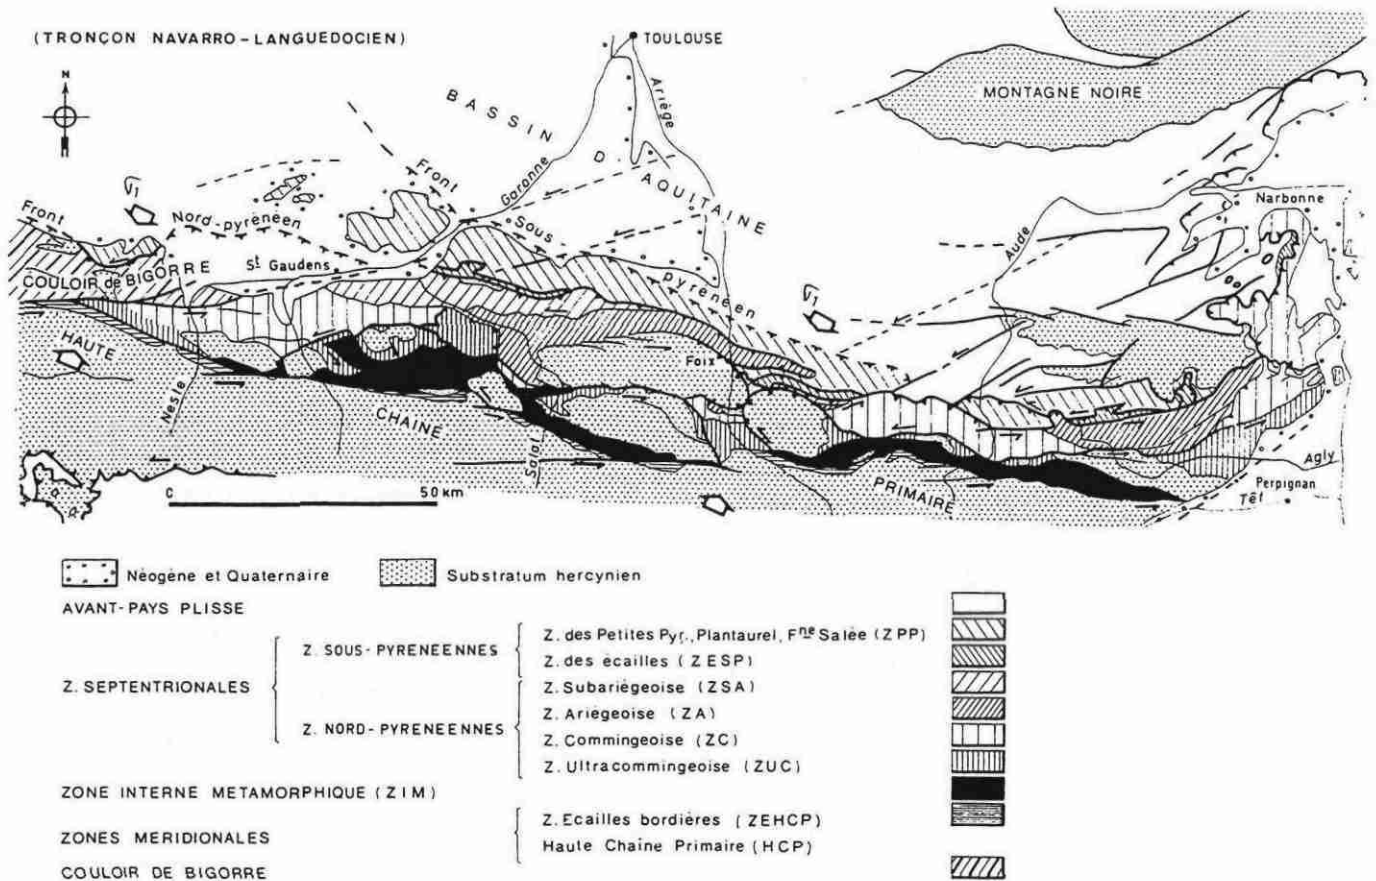 (TRONÇON NAVARRO-LANGUEDOCIEN)
TOULOUSE
N
BASSIN
D'
AQUITAINE
Ariège
Garonne
MONTAGNE NOIRE
Front
Sous
pyrénéen
Front
Nord-pyrénéen
COULOIR de BIGORRE
St Gaudens
Aude
Narbonne
HAUTE
CHAINE
PRIMAIRE
Neste
Salat
Foix
Agly
Perpignan
Têt
0 50 KM
Néogène et Quaternaire
Substratum hercynien
AVANT-PAYS PLISSE
Z. SEPTENTRIONALES
Z. SOUS-PYRENEENNES
Z. des Petites Pyr., Plantaurel, Fne Salée (ZPP)
Z. des écailles (ZESP)
Z. NORD-PYRENEENNES
Z. Subariégeoise (ZSA)
Z. Ariégeoise (ZA)
Z. Commingeoise (ZC)
Z. Ultracommingeoise (ZUC)
ZONE INTERNE METAMORPHIQUE (ZIM)
ZONES MERIDIONALES
Z. Ecailles bordières (ZEHCP)
Haute Chaîne Primaire (HCP)
COULOIR DE BIGORRE